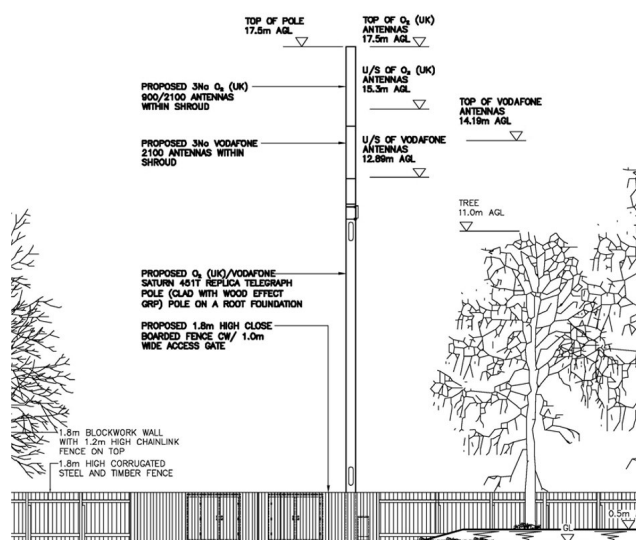 TOP OF POLE
17.5m AGL
TOP OF O₂ (UK)
ANTENNAS
17.5m AGL
PROPOSED 3No O₂ (UK)
900/2100 ANTENNAS
WITHIN SHROUD
U/S OF O₂ (UK)
ANTENNAS
15.3m AGL
TOP OF VODAFONE
ANTENNAS
14.19m AGL
PROPOSED 3No VODAFONE
2100 ANTENNAS WITHIN
SHROUD
U/S OF VODAFONE
ANTENNAS
12.89m AGL
TREE
11.0m AGL
PROPOSED O₂ (UK)/VODAFONE
SATURN 451T REPLICA TELEGRAPH
POLE (CLAD WITH WOOD EFFECT
GRP) POLE ON A ROOT FOUNDATION
PROPOSED 1.8m HIGH CLOSE
BOARDED FENCE CW/ 1.0m
WIDE ACCESS GATE
1.8m BLOCKWORK WALL
WITH 1.2m HIGH CHAINLINK
FENCE ON TOP
1.8m HIGH CORRUGATED
STEEL AND TIMBER FENCE
0.5m
GL